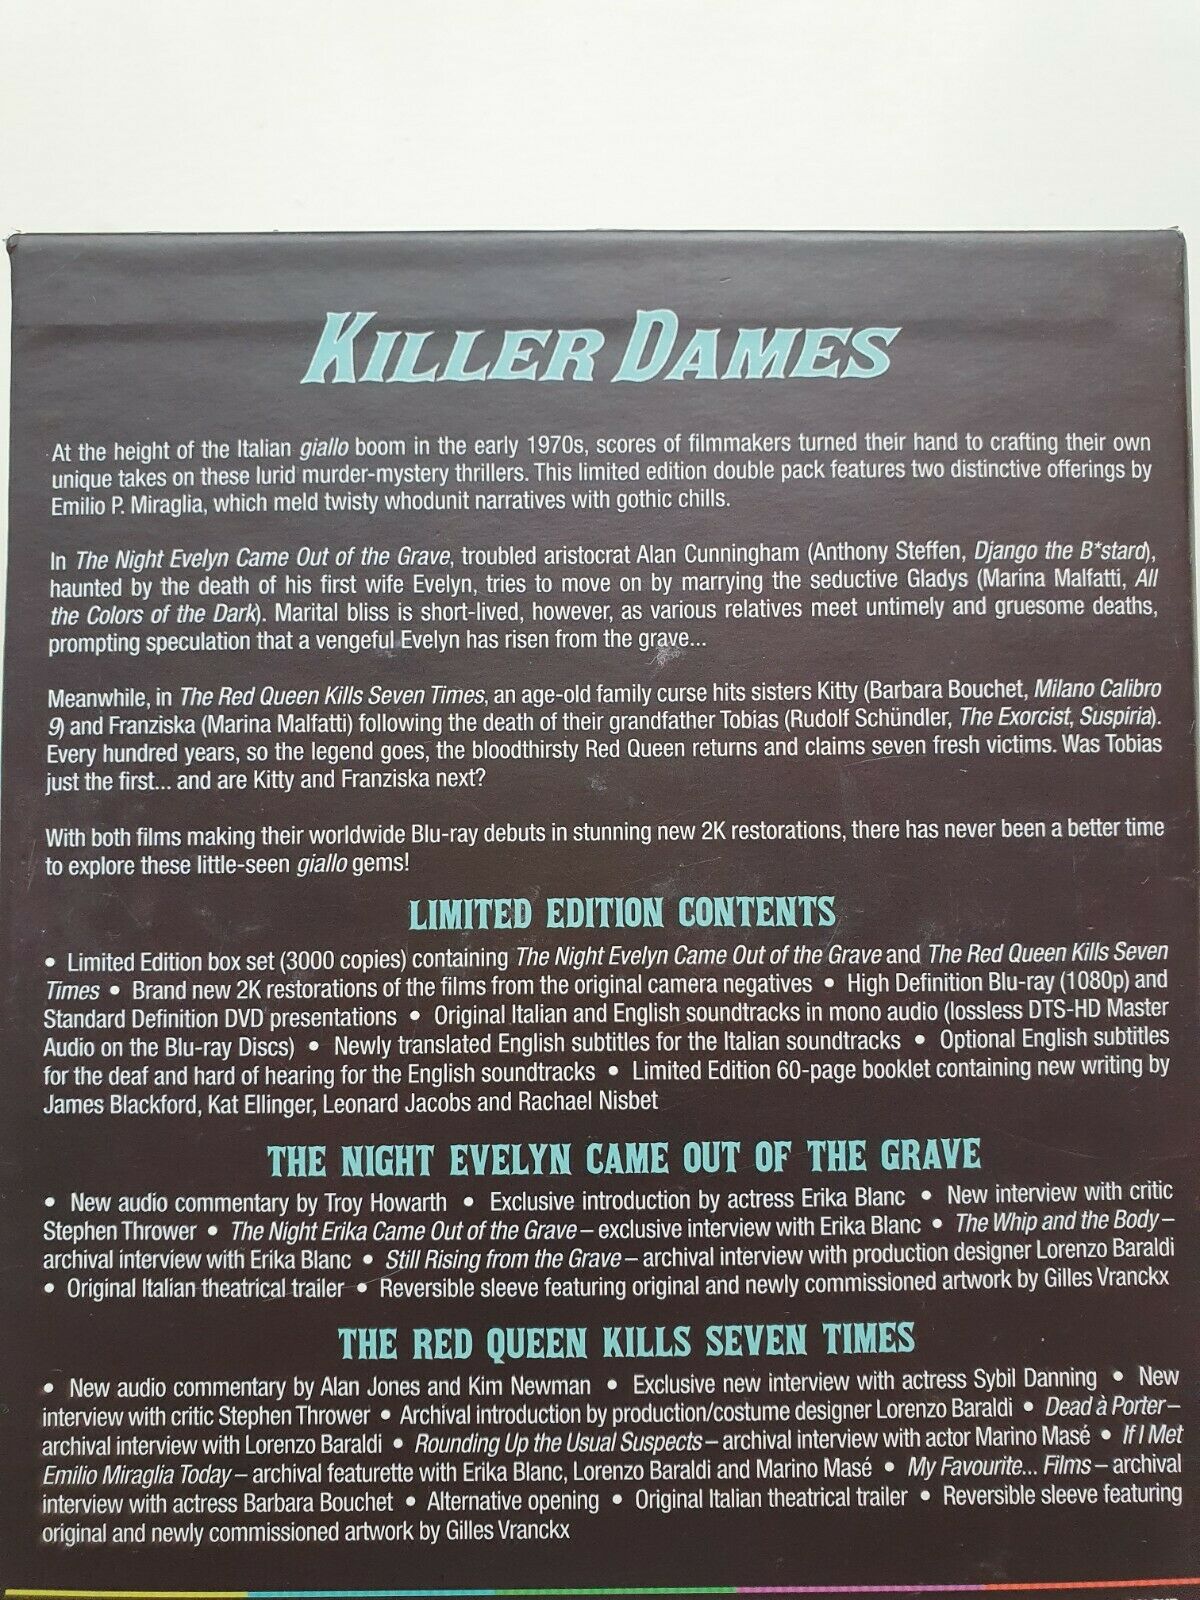 KILLER DAMES
At the height of the Italian giallo boom in the early 1970s, scores of filmmakers turned their hand to crafting their own
unique takes on these lurid murder-mystery thrillers. This limited edition double pack features two distinctive offerings by
Emilio P. Miraglia, which meld twisty whodunit narratives with gothic chills.
In The Night Evelyn Came Out of the Grave, troubled aristocrat Alan Cunningham (Anthony Steffen, Django the B*stard),
haunted by the death of his first wife Evelyn, tries to move on by marrying the seductive Gladys (Marina Malfatti, All
the Colors of the Dark). Marital bliss is short-lived, however, as various relatives meet untimely and gruesome deaths,
prompting speculation that a vengeful Evelyn has risen from the grave...
Meanwhile, in The Red Queen Kills Seven Times, an age-old family curse hits sisters Kitty (Barbara Bouchet, Milano Calibro
9) and Franziska (Marina Malfatti) following the death of their grandfather Tobias (Rudolf Schündler, The Exorcist, Suspiria).
Every hundred years, so the legend goes, the bloodthirsty Red Queen returns and claims seven fresh victims. Was Tobias
just the first... and are Kitty and Franziska next?
With both films making their worldwide Blu-ray debuts in stunning new 2K restorations, there has never been a better time
to explore these little-seen giallo gems!
LIMITED EDITION CONTENTS
• Limited Edition box set (3000 copies) containing The Night Evelyn Came Out of the Grave and The Red Queen Kills Seven
Times • Brand new 2K restorations of the films from the original camera negatives • High Definition Blu-ray (1080p) and
Standard Definition DVD presentations • Original Italian and English soundtracks in mono audio (lossless DTS-HD Master
Audio on the Blu-ray Discs) • Newly translated English subtitles for the Italian soundtracks • Optional English subtitles
for the deaf and hard of hearing for the English soundtracks • Limited Edition 60-page booklet containing new writing by
James Blackford, Kat Ellinger, Leonard Jacobs and Rachael Nisbet
THE NIGHT EVELYN CAME OUT OF THE GRAVE
• New audio commentary by Troy Howarth • Exclusive introduction by actress Erika Blanc • New interview with critic
Stephen Thrower • The Night Erika Came Out of the Grave – exclusive interview with Erika Blanc • The Whip and the Body –
archival interview with Erika Blanc • Still Rising from the Grave – archival interview with production designer Lorenzo Baraldi
• Original Italian theatrical trailer • Reversible sleeve featuring original and newly commissioned artwork by Gilles Vranckx
THE RED QUEEN KILLS SEVEN TIMES
• New audio commentary by Alan Jones and Kim Newman • Exclusive new interview with actress Sybil Danning • New
interview with critic Stephen Thrower • Archival introduction by production/costume designer Lorenzo Baraldi • Dead à Porter –
archival interview with Lorenzo Baraldi • Rounding Up the Usual Suspects – archival interview with actor Marino Masé • If I Met
Emilio Miraglia Today – archival featurette with Erika Blanc, Lorenzo Baraldi and Marino Masé • My Favourite... Films – archival
interview with actress Barbara Bouchet • Alternative opening • Original Italian theatrical trailer • Reversible sleeve featuring
original and newly commissioned artwork by Gilles Vranckx